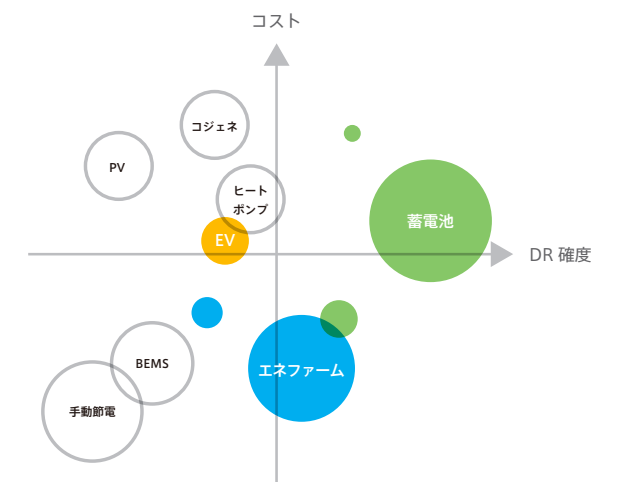 コスト
コジェネ
PV
ヒート
ポンプ
蓄電池
EV
DR 確度
BEMS
エネファーム
手動節電